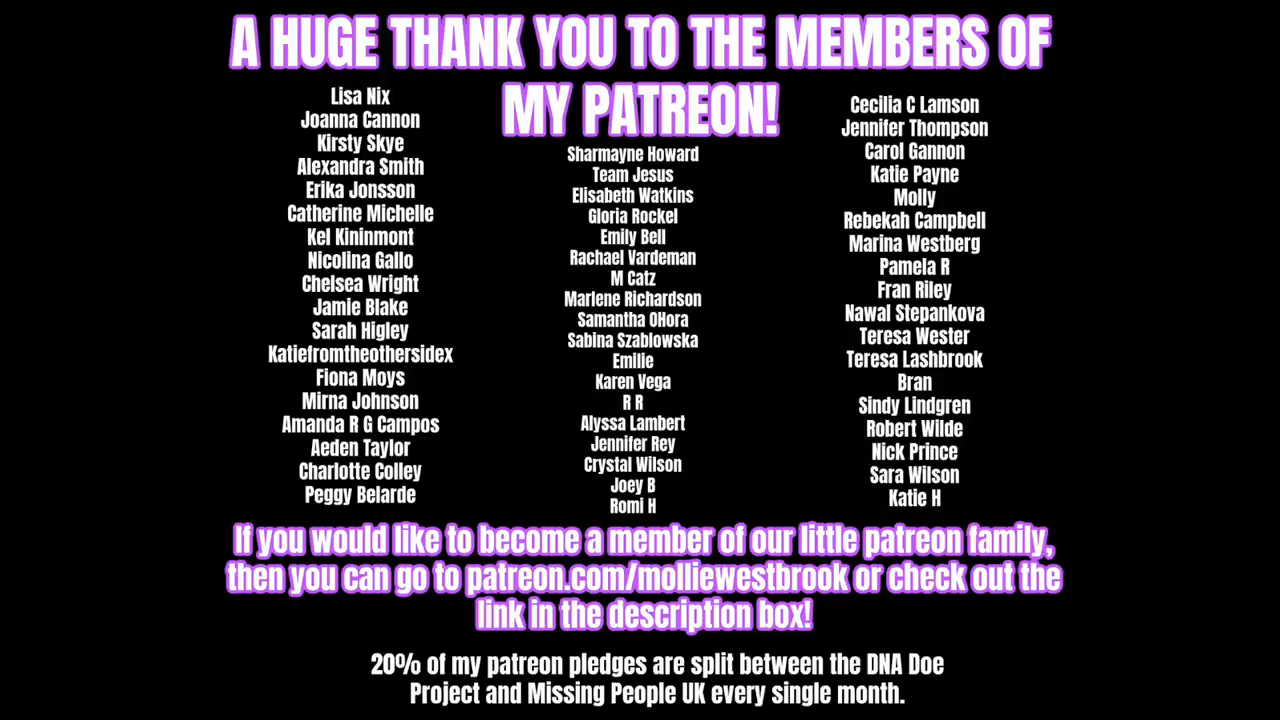 A HUGE THANK YOU TO THE MEMBERS OF
MY PATREON!
Lisa Nix
Joanna Cannon
Kirsty Skye
Alexandra Smith
Erika Jonsson
Catherine Michelle
Kel Kininmont
Nicolina Gallo
Chelsea Wright
Jamie Blake
Sarah Higley
Katiefromtheothersidex
Fiona Moys
Mirna Johnson
Amanda R G Campos
Aeden Taylor
Charlotte Colley
Peggy Belarde
Sharmayne Howard
Team Jesus
Elisabeth Watkins
Gloria Rockel
Emily Bell
Rachael Vardeman
M Catz
Marlene Richardson
Samantha OHora
Sabina Szablowska
Emilie
Karen Vega
R R
Alyssa Lambert
Jennifer Rey
Crystal Wilson
Joey B
Romi H
Cecilia C Lamson
Jennifer Thompson
Carol Gannon
Katie Payne
Molly
Rebekah Campbell
Marina Westberg
Pamela R
Fran Riley
Nawal Stepankova
Teresa Wester
Teresa Lashbrook
Bran
Sindy Lindgren
Robert Wilde
Nick Prince
Sara Wilson
Katie H
If you would like to become a member of our little patreon family,
then you can go to patreon.com/molliewestbrook or check out the
link in the description box!
20% of my patreon pledges are split between the DNA Doe
Project and Missing People UK every single month.